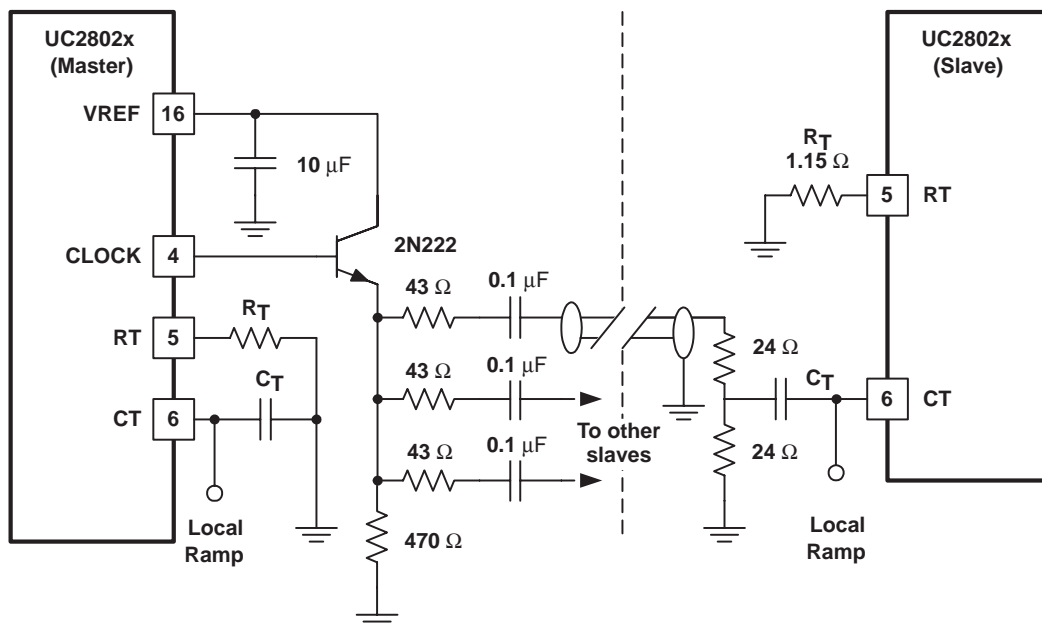 UC2802x
(Master)
VREF
16
10 μF
CLOCK
4
2N222
RT
5
RT
CT
6
CT
Local
Ramp
43 Ω
0.1 μF
43 Ω
0.1 μF
43 Ω
0.1 μF
To other
slaves
470 Ω
UC2802x
(Slave)
RT
1.15 Ω
5
RT
24 Ω
CT
6
CT
24 Ω
Local
Ramp